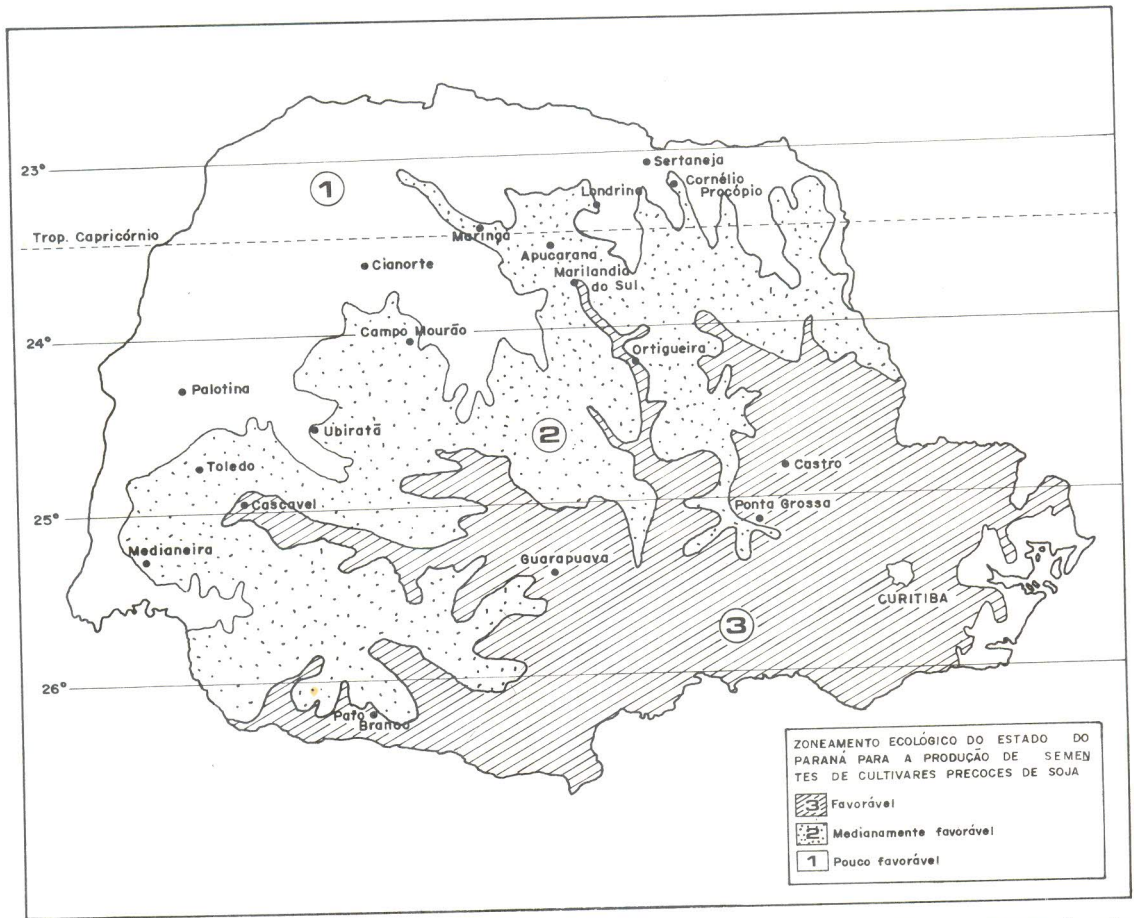 23°
1
Sertaneja
Cornélio
Procópio
Londrina
Trop. Capricórnio
Maringá
Apucarana
Cianorte
Marilandia
do Sul
24°
Campo Mourão
Ortigueira
Palotina
2
Ubiratã
Toledo
Castro
Cascavel
Ponta Grossa
25°
Medianeira
Guarapuava
CURITIBA
3
26°
Pato
Branco
ZONEAMENTO ECOLÓGICO DO ESTADO DO
PARANÁ PARA A PRODUÇÃO DE SEMEN
TES DE CULTIVARES PRECOCES DE SOJA
3 Favorável
2 Medianamente favorável
1 Pouco favorável